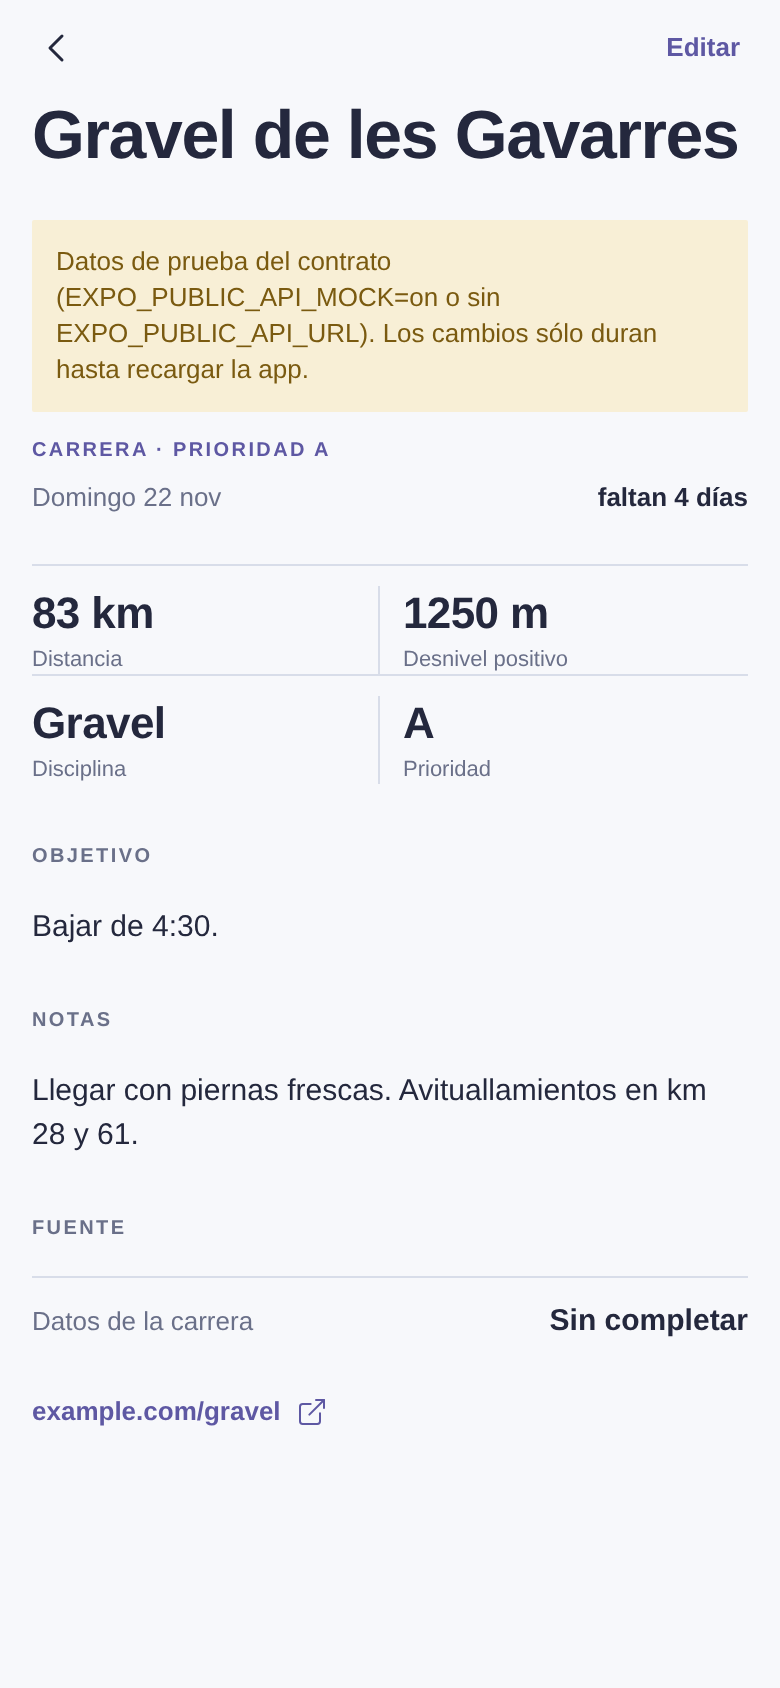 Editar
Gravel de les Gavarres
Datos de prueba del contrato
(EXPO_PUBLIC_API_MOCK=on o sin
EXPO_PUBLIC_API_URL). Los cambios sólo duran
hasta recargar la app.
CARRERA · PRIORIDAD A
Domingo 22 nov faltan 4 días
83 km 1250 m
Distancia Desnivel positivo
Gravel A
Disciplina Prioridad
OBJETIVO
Bajar de 4:30.
NOTAS
Llegar con piernas frescas. Avituallamientos en km
28 y 61.
FUENTE
Datos de la carrera Sin completar
example.com/gravel